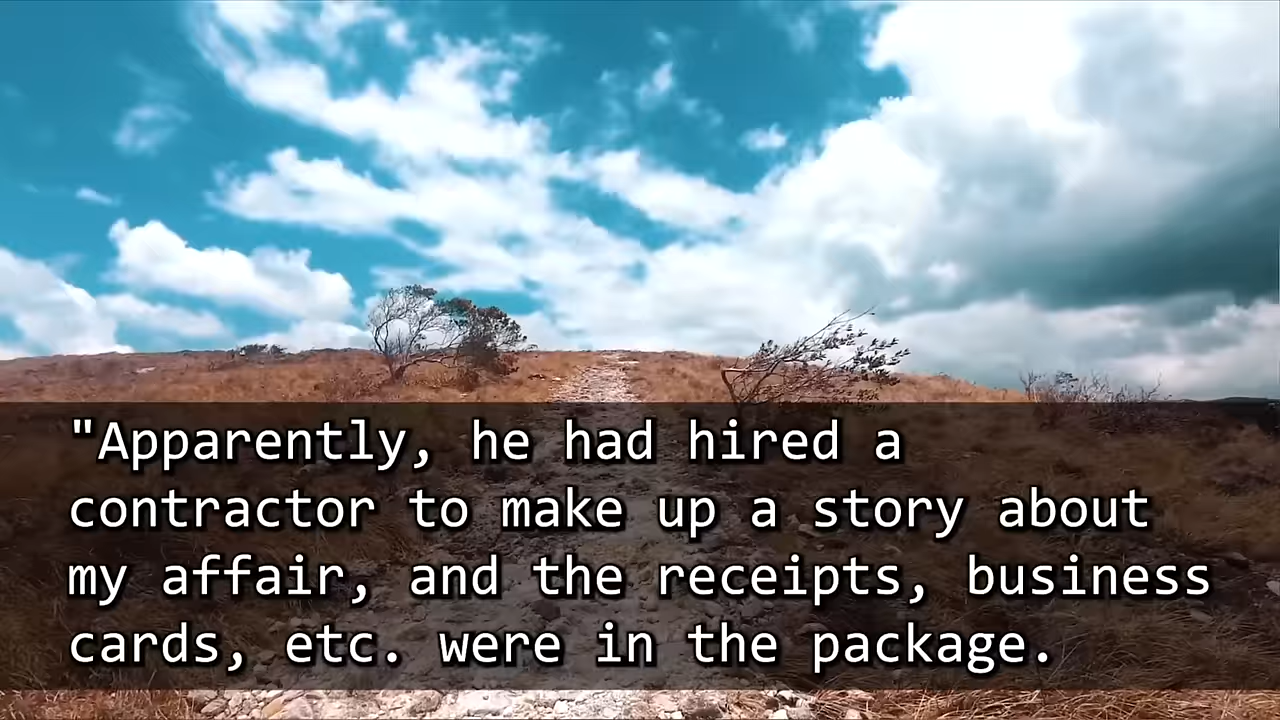 "Apparently, he had hired a
contractor to make up a story about
my affair, and the receipts, business
cards, etc. were in the package.